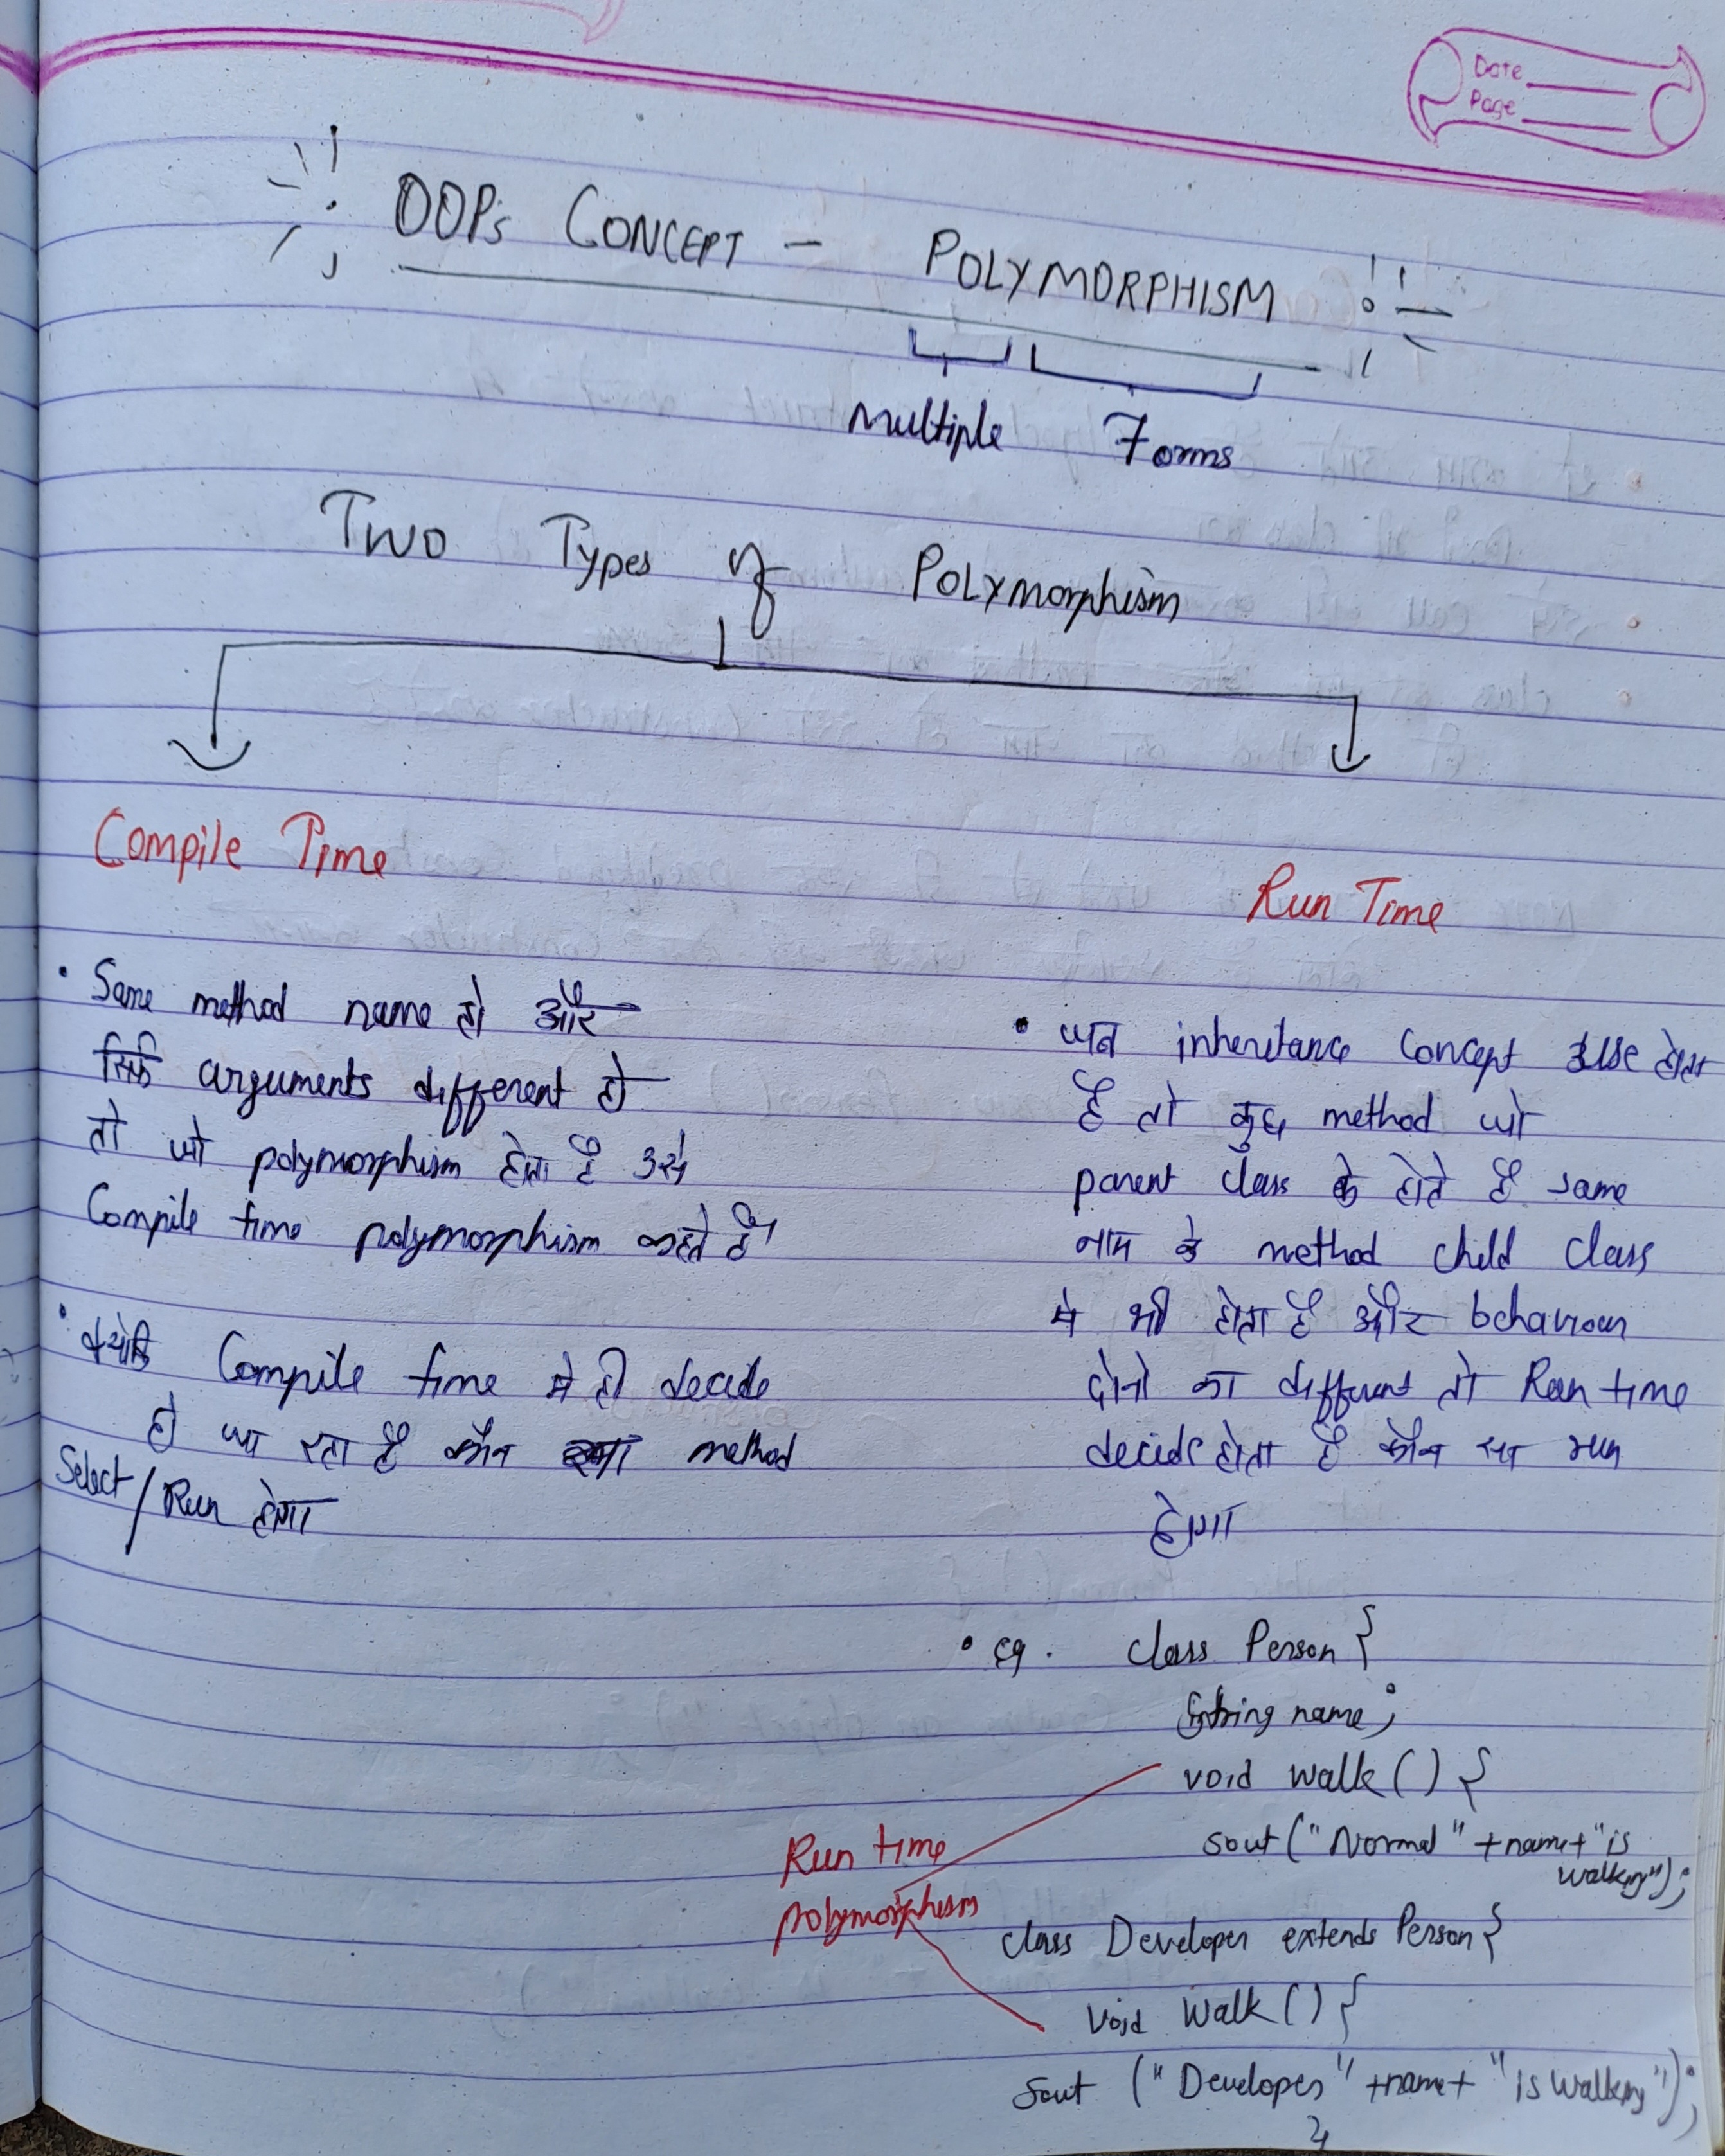 Date
Page
OOPs CONCEPT - POLYMORPHISM :
Multiple Forms
Two Types of Polymorphism
Compile Time
Run Time
• Same method name हो और
सिर्फ arguments different हो
तो जो polymorphism होता है उसे
Compile time polymorphism कहते है।
• क्योकि Compile time मे ही decide
हो जा रहा है कौन सा method
Select / Run होगा
• जब inheritance concept use होता
है तो कुछ method जो
parent class के होते है same
नाम के method child class
मे भी होता है और behaviour
दोनो का different तो Run time
decide होता है कौन सा run
होगा
• eg. class Person {
String name;
void walk () {
sout ("Normal" + name + "is
walking");
Run time
polymorphism
class Developer extends Person {
void walk () {
sout ("Developer" + name + "is walking");
}